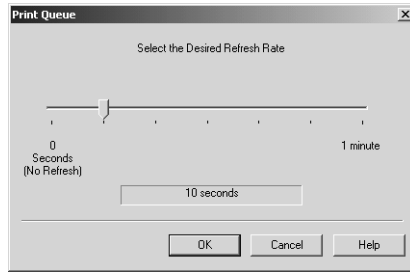 Print Queue
Select the Desired Refresh Rate
0
Seconds
(No Refresh)
1 minute
10 seconds
OK
Cancel
Help